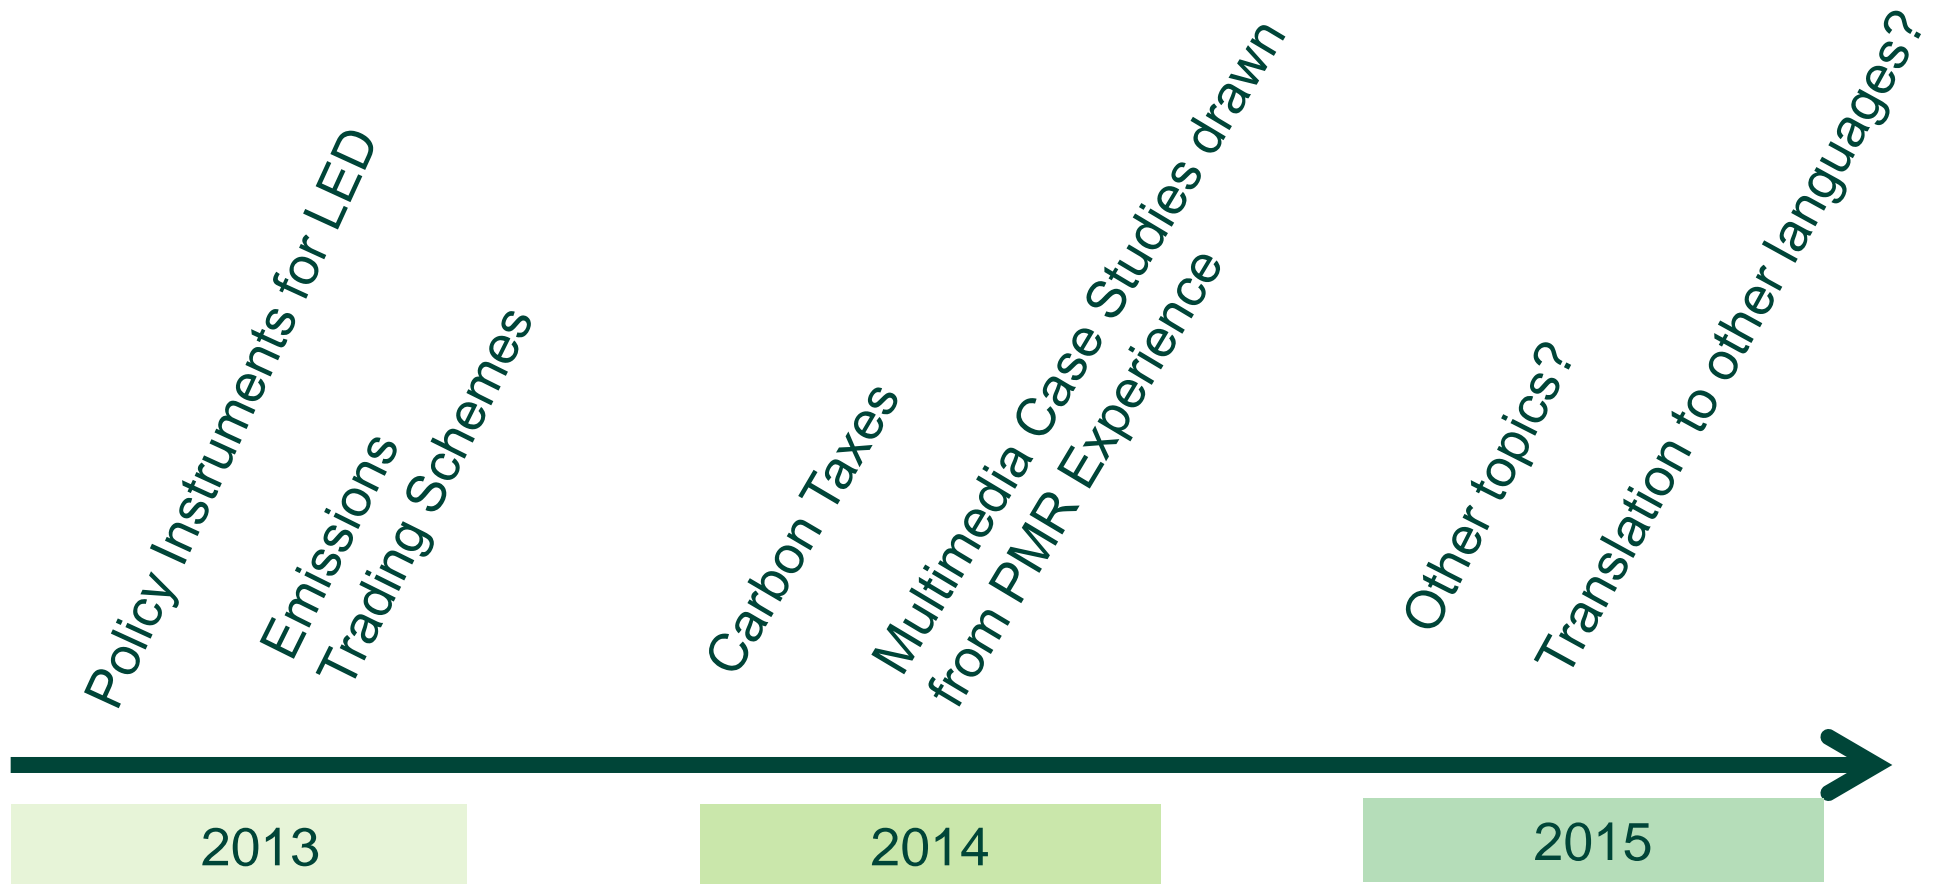 Policy Instruments for LED
Emissions
Trading Schemes
Carbon Taxes
Multimedia Case Studies drawn
from PMR Experience
Other topics?
Translation to other languages?
2013
2014
2015